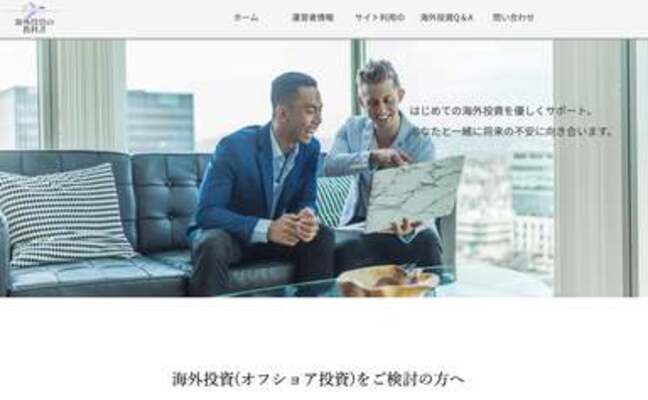 海外投資の
教科書
ホーム
運営者情報
サイト利用の
海外投資Q&A
問い合わせ
はじめての海外投資を優しくサポート。
あなたと一緒に将来の不安に向き合います。
海外投資(オフショア投資)をご検討の方へ